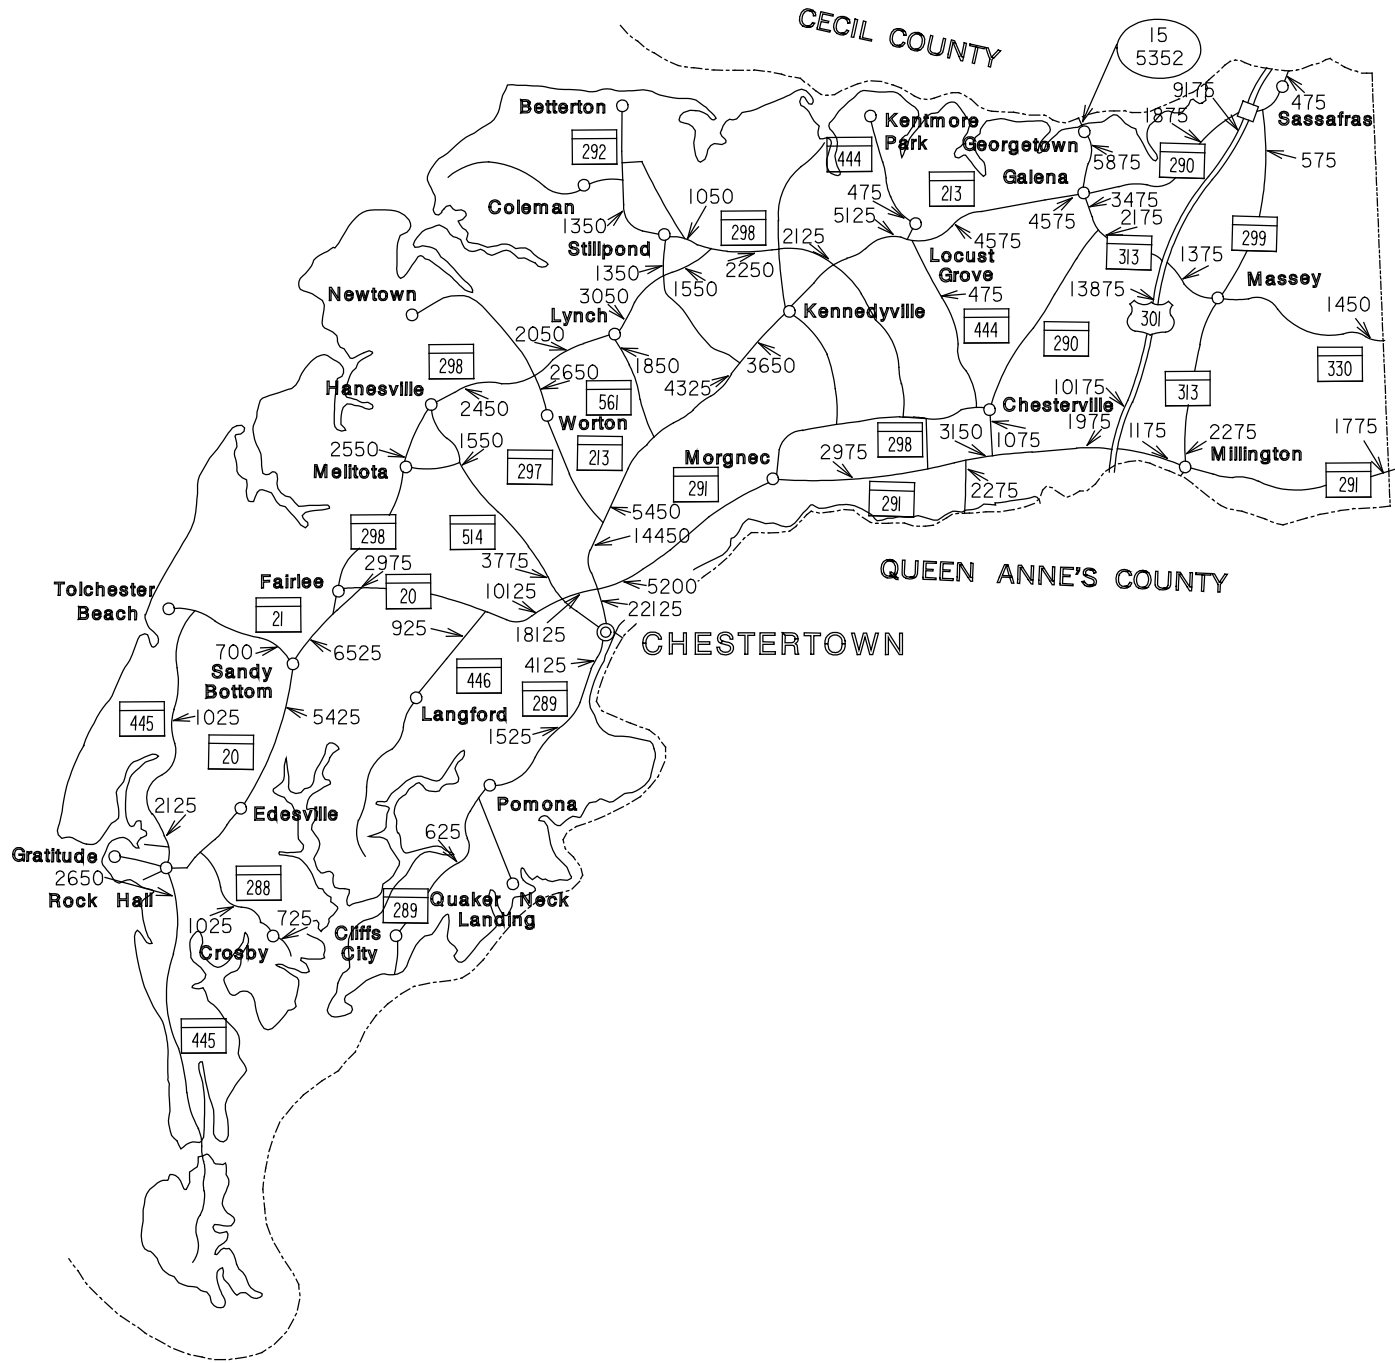 CECIL COUNTY
15
5352
9175
475
Sassafras
Betterton
1875
Kentmore
Park
292
444
Georgetown
5875
290
575
Galena
Coleman
1050
475
213
3475
1350
5125
4575
2175
Stillpond
298
2125
4575
299
1350
2250
Locust
Grove
313
1375
1550
Massey
Newtown
3050
475
13875
1450
Lynch
Kennedyville
301
2050
444
290
298
1850
3650
330
Hanesville
2650
4325
313
2450
561
10175
Chesterville
Worton
1975
2550
1550
213
298
3150
1075
1175
2275
1775
Melitota
297
Morgnec
2975
Millington
291
291
2275
291
5450
298
514
14450
2975
3775
QUEEN ANNE'S COUNTY
Tolchester
Beach
Fairlee
20
10125
5200
21
22125
925
18125
CHESTERTOWN
700
6525
4125
Sandy
Bottom
446
289
445
1025
5425
Langford
1525
20
2125
Edesville
Pomona
625
Gratitude
2650
288
Rock Hall
289
Quaker Neck
Landing
1025
725
Cliffs
City
Crosby
445